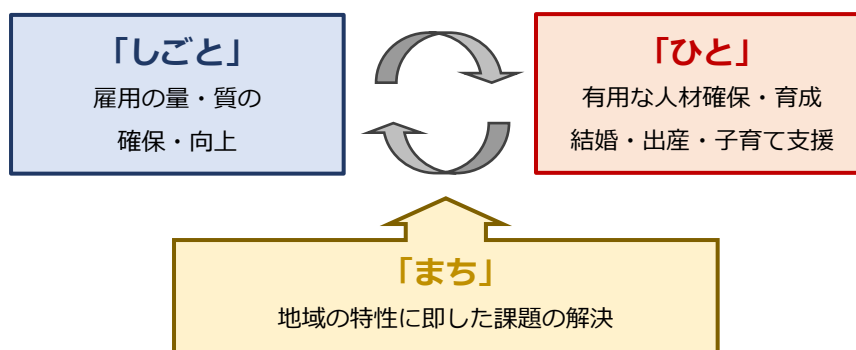 「しごと」
雇用の量・質の
確保・向上
「ひと」
有用な人材確保・育成
結婚・出産・子育て支援
「まち」
地域の特性に即した課題の解決